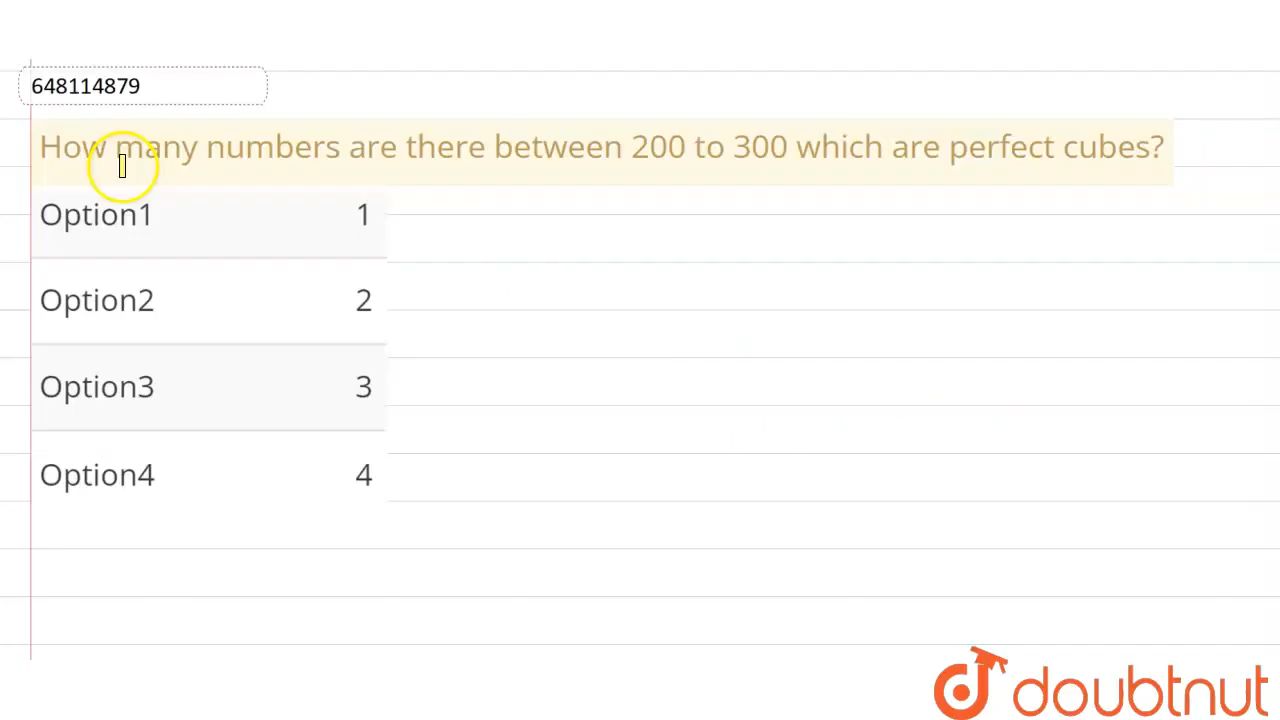 648114879
How many numbers are there between 200 to 300 which are perfect cubes?
Option1 1
Option2 2
Option3 3
Option4 4
doubtnut